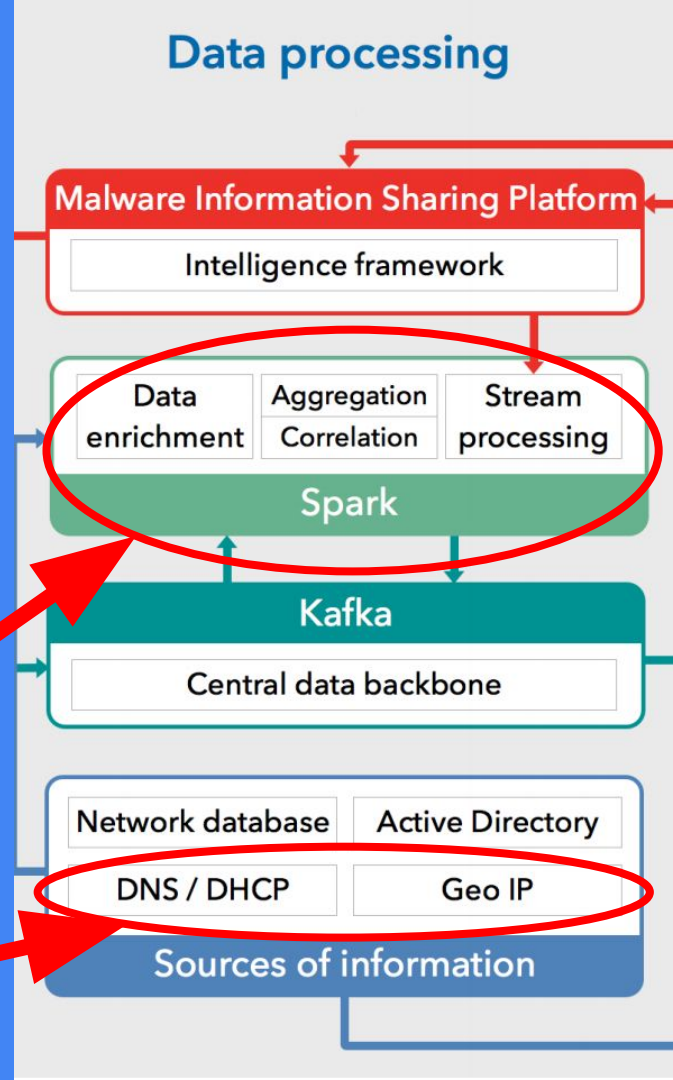 Data processing
Malware Information Sharing Platform
Intelligence framework
Data
enrichment
Aggregation
Correlation
Stream
processing
Spark
Kafka
Central data backbone
Network database
Active Directory
DNS / DHCP
Geo IP
Sources of information